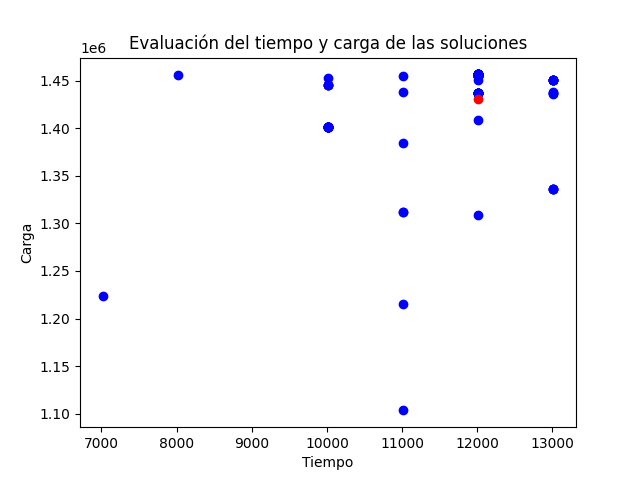 Evaluación del tiempo y carga de las soluciones
1e6
1.45
1.40
1.35
1.30
1.25
1.20
1.15
1.10
Carga
7000 8000 9000 10000 11000 12000 13000
Tiempo